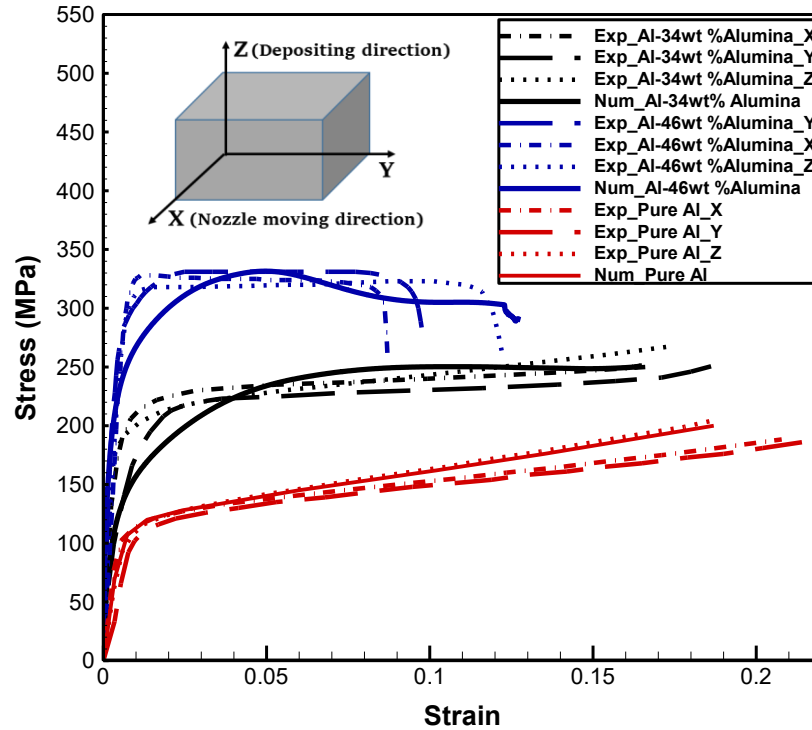 550
500
450
400
350
300
250
200
150
100
50
0
Stress (MPa)
Z (Depositing direction)
Y
X (Nozzle moving direction)
Exp_Al-34wt %Alumina_X
Exp_Al-34wt %Alumina_Y
Exp_Al-34wt %Alumina_Z
Num_Al-34wt% Alumina
Exp_Al-46wt %Alumina_Y
Exp_Al-46wt %Alumina_X
Exp_Al-46wt %Alumina_Z
Num_Al-46wt %Alumina
Exp_Pure Al_X
Exp_Pure Al_Y
Exp_Pure Al_Z
Num_Pure Al
0 0.05 0.1 0.15 0.2
Strain